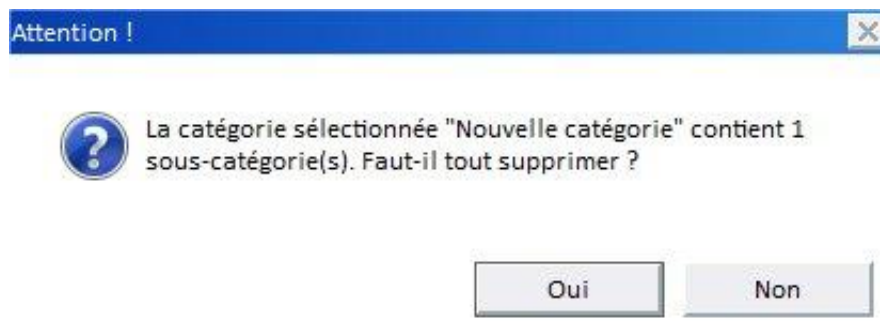 Attention !
La catégorie sélectionnée "Nouvelle catégorie" contient 1
sous-catégorie(s). Faut-il tout supprimer ?
Oui
Non